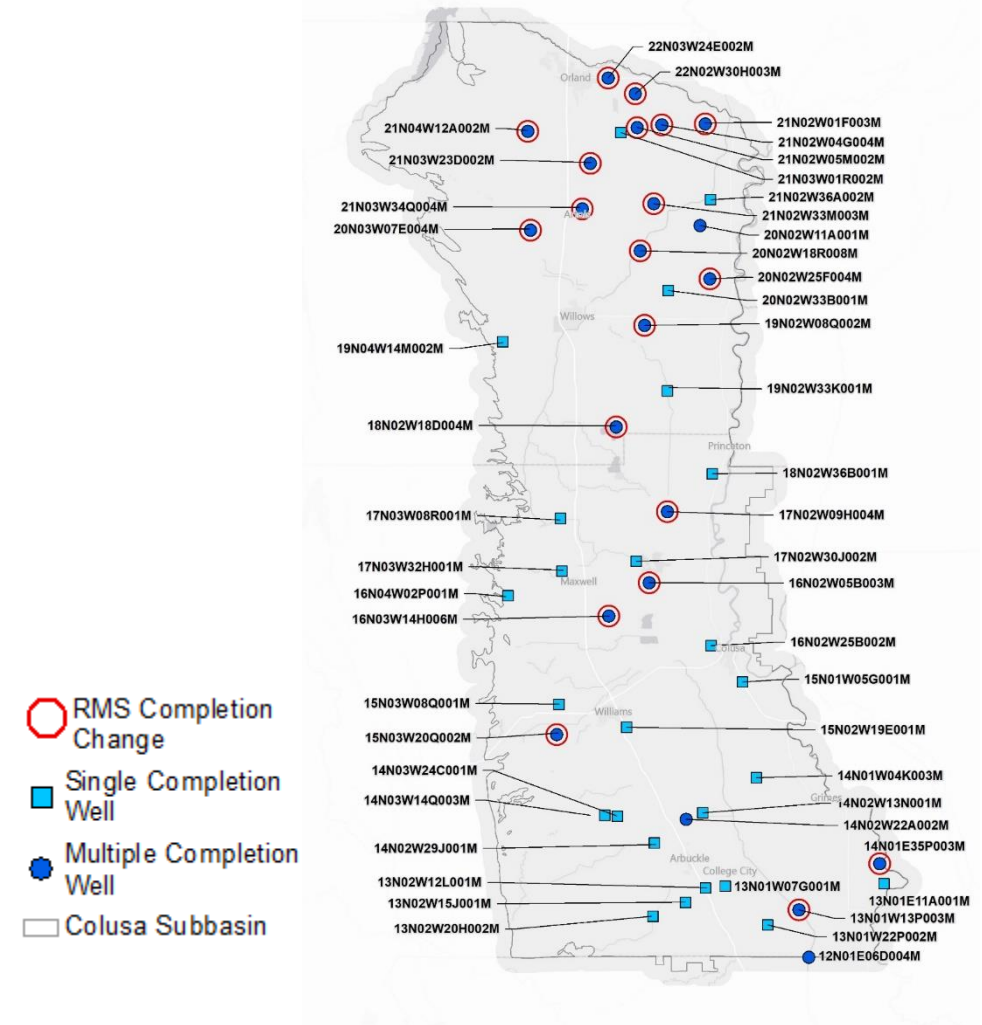 22N03W24E002M
Orland
22N02W30H003M
21N04W12A002M
21N02W01F003M
21N02W04G004M
21N03W23D002M
21N02W05M002M
21N03W01R002M
21N02W36A002M
21N03W34Q004M
21N02W33M003M
20N03W07E004M
20N02W11A001M
20N02W18R008M
20N02W25F004M
20N02W33B001M
Willows
19N02W08Q002M
19N04W14M002M
19N02W33K001M
18N02W18D004M
Princeton
18N02W36B001M
17N03W08R001M
17N02W09H004M
17N02W30J002M
17N03W32H001M
Maxwell
16N02W05B003M
16N04W02P001M
16N03W14H006M
16N02W25B002M
Colusa
15N01W05G001M
15N03W08Q001M
Williams
15N02W19E001M
15N03W20Q002M
14N03W24C001M
14N01W04K003M
14N03W14Q003M
Grimes
14N02W13N001M
14N02W22A002M
14N02W29J001M
14N01E35P003M
Arbuckle
College City
13N02W12L001M
13N01W07G001M
13N01E11A001M
13N02W15J001M
13N01W13P003M
13N02W20H002M
13N01W22P002M
12N01E06D004M
RMS Completion
Change
Single Completion
Well
Multiple Completion
Well
Colusa Subbasin